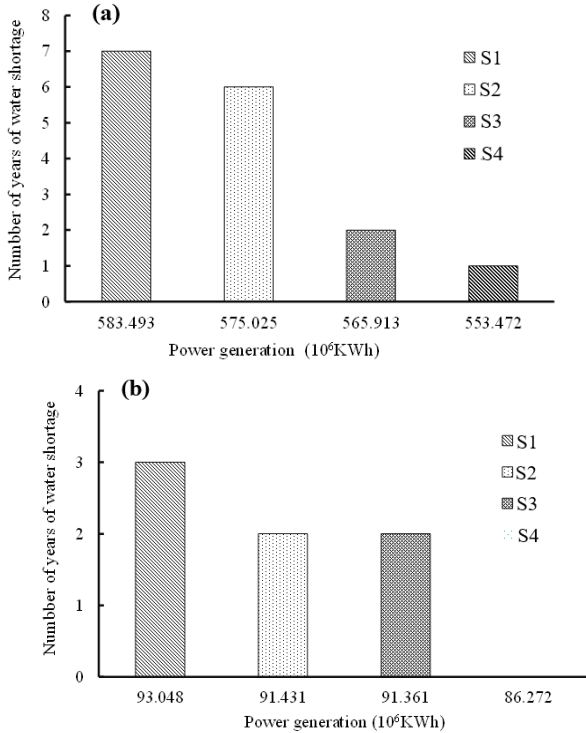 (a)
Numbber of years of water shortage
8
7
6
5
4
3
2
1
0
S1
S2
S3
S4
583.493 575.025 565.913 553.472
Power generation (10⁶KWh)
(b)
Numbber of years of water shortage
4
3
2
1
0
S1
S2
S3
S4
93.048 91.431 91.361 86.272
Power generation (10⁶KWh)